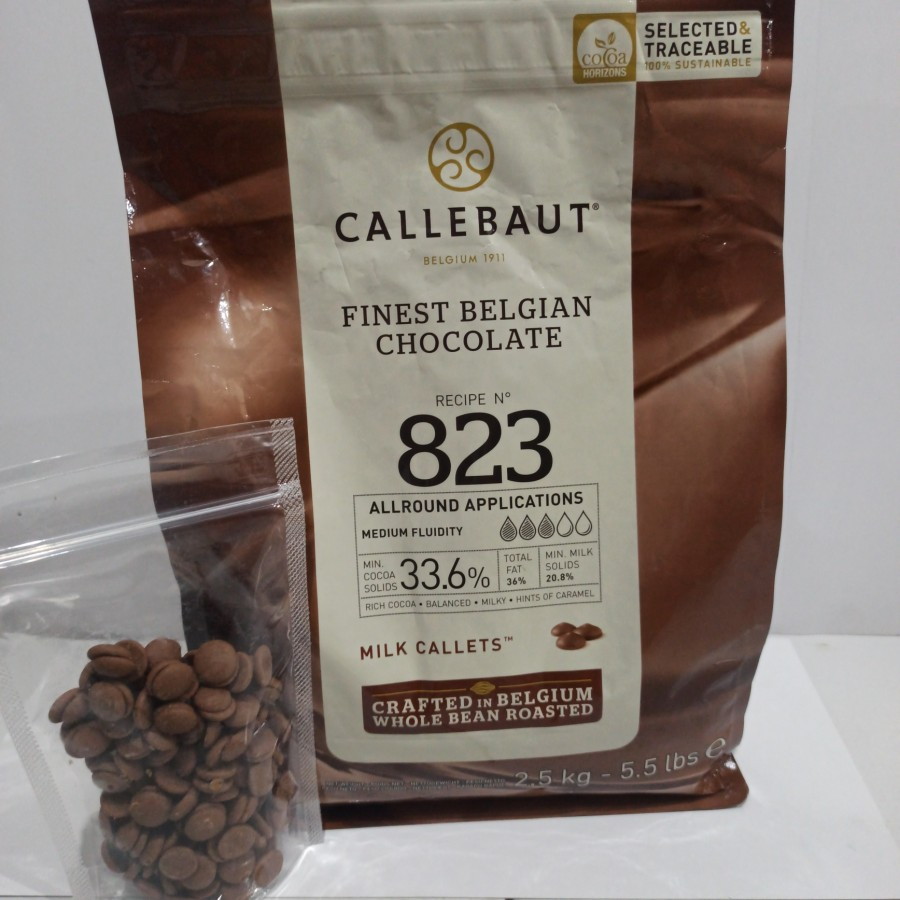 cocoa
HORIZONS
SELECTED&
TRACEABLE
100% SUSTAINABLE
CALLEBAUT®
BELGIUM 1911
FINEST BELGIAN
CHOCOLATE
RECIPE N°
823
ALLROUND APPLICATIONS
MEDIUM FLUIDITY
MIN.
COCOA
SOLIDS
33.6%
TOTAL
FAT:
36%
MIN. MILK
SOLIDS
20.8%
RICH COCOA • BALANCED • MILKY • HINTS OF CARAMEL
MILK CALLETS™
CRAFTED IN BELGIUM
WHOLE BEAN ROASTED
2.5 kg - 5.5 lbs e